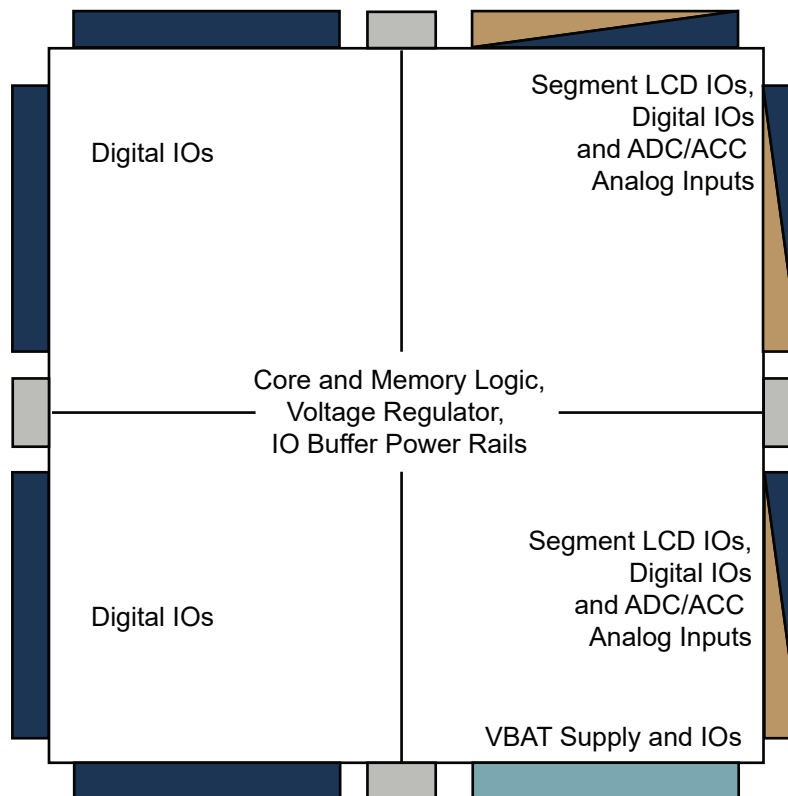 Digital IOs
Segment LCD IOs,
Digital IOs
and ADC/ACC
Analog Inputs
Core and Memory Logic,
Voltage Regulator,
IO Buffer Power Rails
Digital IOs
Segment LCD IOs,
Digital IOs
and ADC/ACC
Analog Inputs
VBAT Supply and IOs